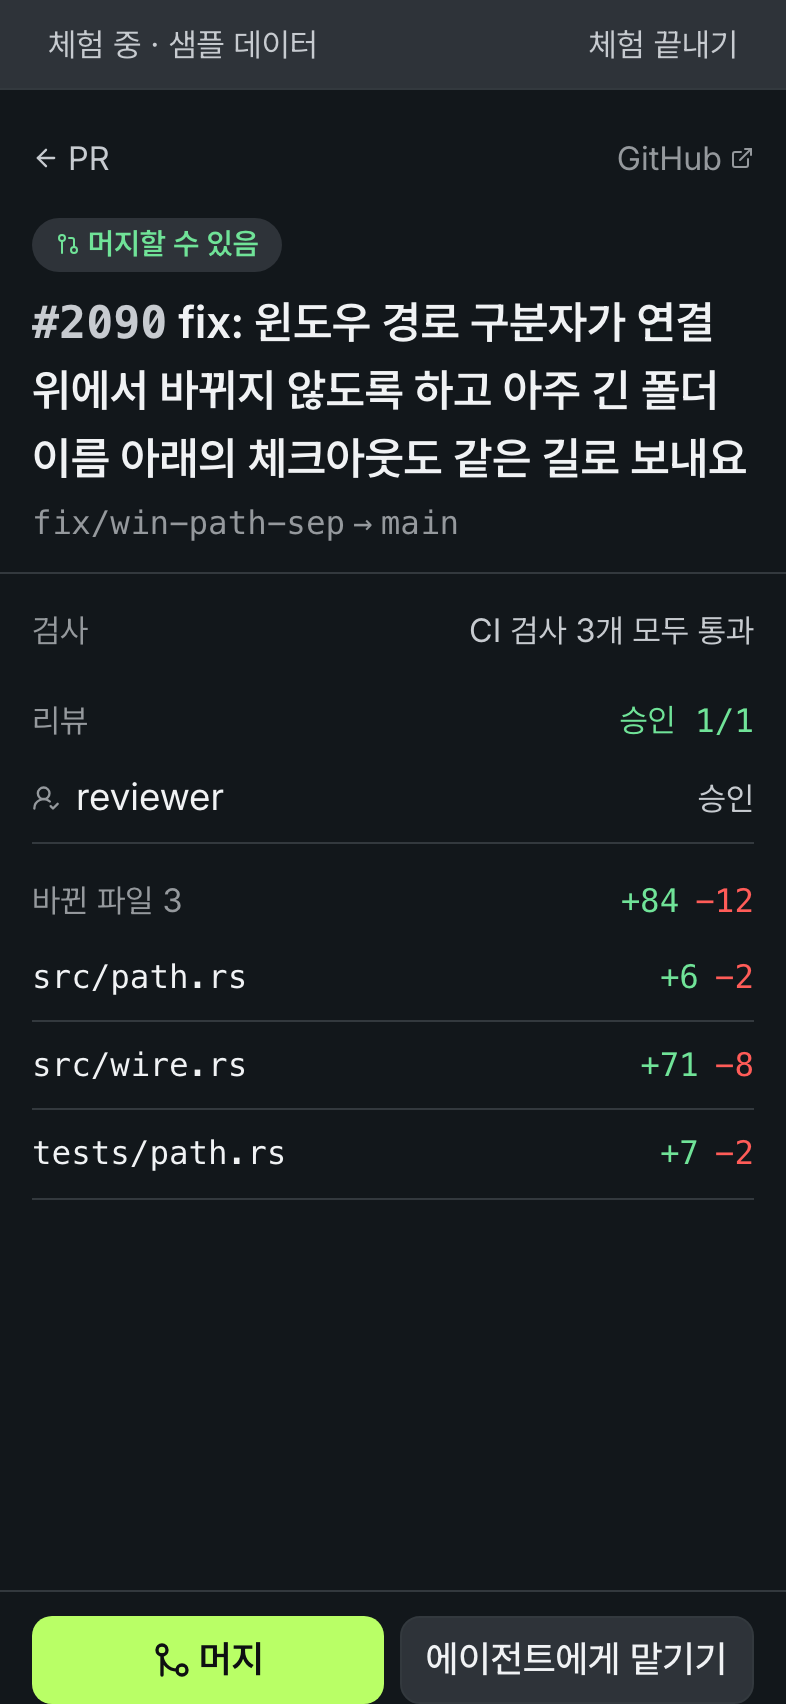 체험 중 · 샘플 데이터 체험 끝내기
← PR GitHub
머지할 수 있음
#2090 fix: 윈도우 경로 구분자가 연결
위에서 바뀌지 않도록 하고 아주 긴 폴더
이름 아래의 체크아웃도 같은 길로 보내요
fix/win-path-sep → main
검사 CI 검사 3개 모두 통과
리뷰 승인 1/1
reviewer 승인
바뀐 파일 3 +84 −12
src/path.rs +6 −2
src/wire.rs +71 −8
tests/path.rs +7 −2
머지 에이전트에게 맡기기